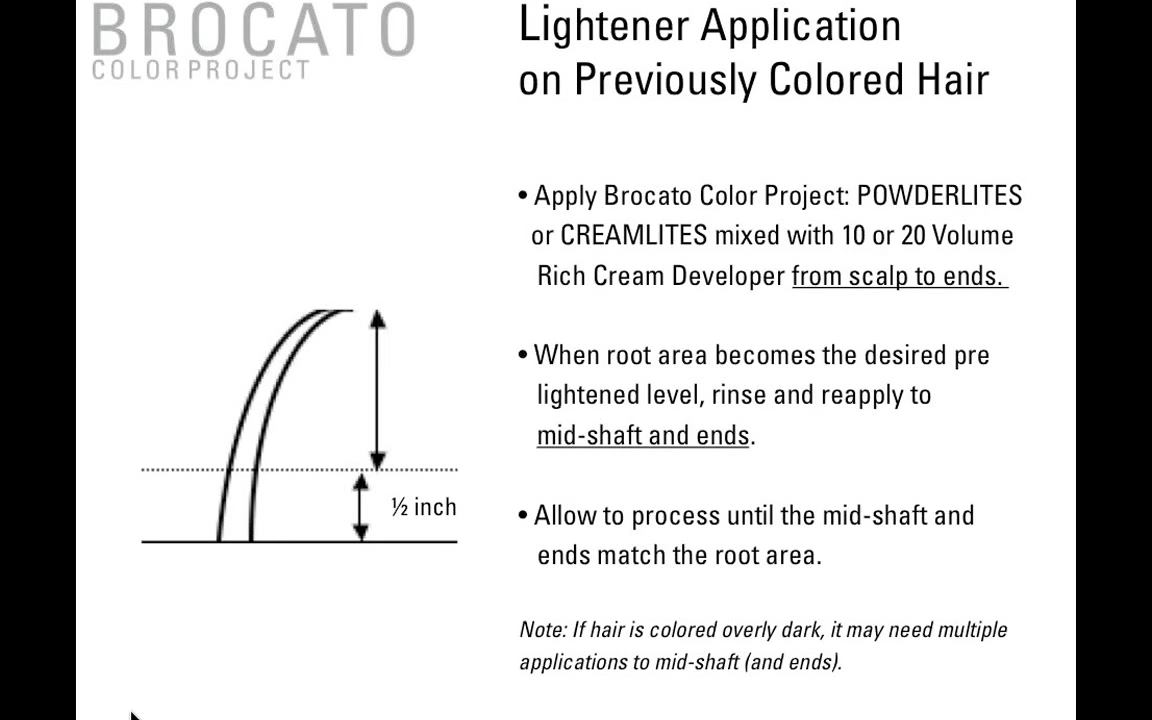 BROCATO
COLOR PROJECT
Lightener Application
on Previously Colored Hair
• Apply Brocato Color Project: POWDERLITES
or CREAMLITES mixed with 10 or 20 Volume
Rich Cream Developer from scalp to ends.
• When root area becomes the desired pre
lightened level, rinse and reapply to
mid-shaft and ends.
½ inch
• Allow to process until the mid-shaft and
ends match the root area.
Note: If hair is colored overly dark, it may need multiple
applications to mid-shaft (and ends).